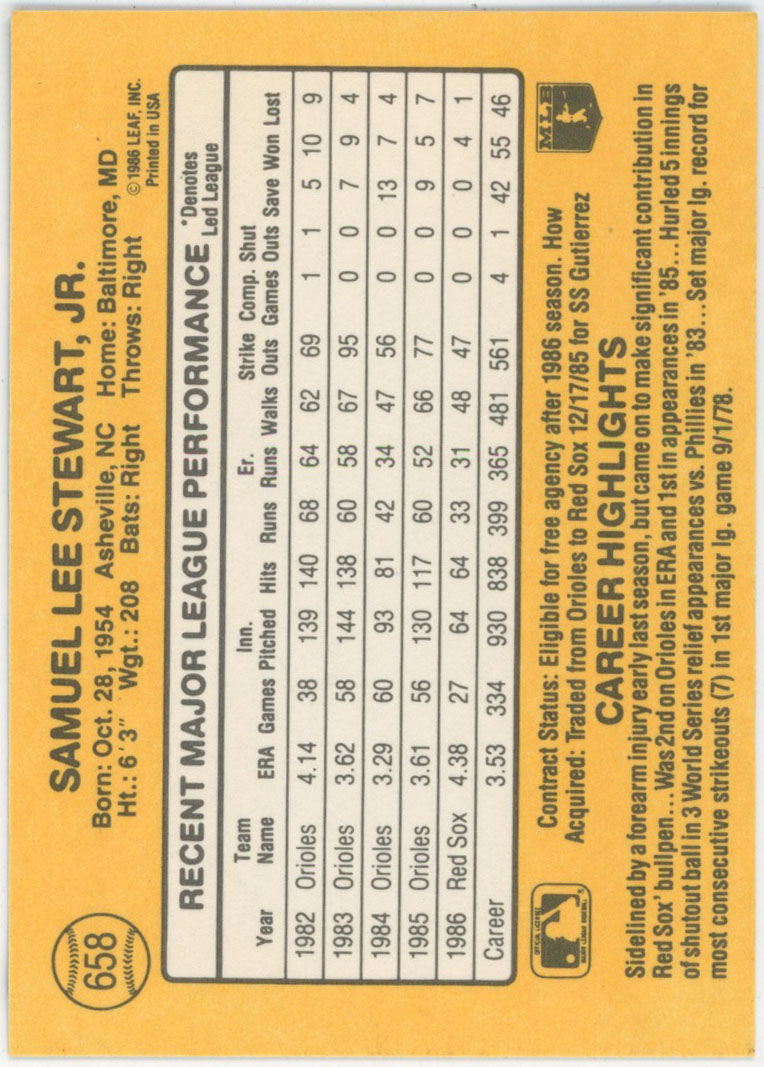 658
SAMUEL LEE STEWART, JR.
Born: Oct. 28, 1954 Asheville, NC Home: Baltimore, MD
Ht.: 6'3" Wgt.: 208 Bats: Right Throws: Right
© 1986 LEAF, INC.
Printed in USA
RECENT MAJOR LEAGUE PERFORMANCE *Denotes Led League
Year Team Name ERA Games Inn. Pitched Hits Runs Er. Runs Walks Strike Outs Comp. Games Shut Outs Save Won Lost
1982 Orioles 4.14 38 139 140 68 64 62 69 1 1 5 10 9
1983 Orioles 3.62 58 144 138 60 58 67 95 0 0 7 9 4
1984 Orioles 3.29 60 93 81 42 34 47 56 0 0 13 7 4
1985 Orioles 3.61 56 130 117 60 52 66 77 0 0 9 5 7
1986 Red Sox 4.38 27 64 64 33 31 48 47 0 0 0 4 1
Career 3.53 334 930 838 399 365 481 561 4 1 42 55 46
Contract Status: Eligible for free agency after 1986 season. How
Acquired: Traded from Orioles to Red Sox 12/17/85 for SS Gutierrez
MLB
CAREER HIGHLIGHTS
Sidelined by a forearm injury early last season, but came on to make significant contribution in
Red Sox' bullpen... Was 2nd on Orioles in ERA and 1st in appearances in '85... Hurled 5 innings
of shutout ball in 3 World Series relief appearances vs. Phillies in '83... Set major lg. record for
most consecutive strikeouts (7) in 1st major lg. game 9/1/78.